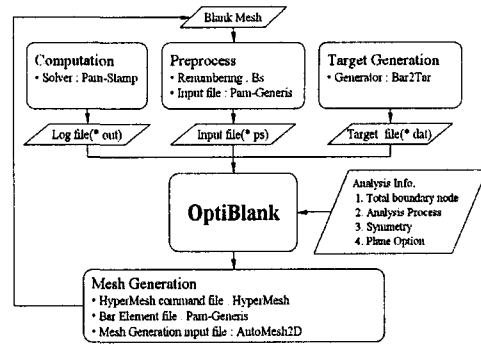 Blank Mesh
Computation
• Solver : Pam-Stamp
Preprocess
• Renumbering . Bs
• Input file : Pam-Generis
Target Generation
• Generator : Bar2Tar
Log file(* out)
Input file(* ps)
Target file(* dat)
OptiBlank
Analysis Info.
1. Total boundary node
2. Analysis Process
3. Symmetry
4. Plane Option
Mesh Generation
• HyperMesh command file . HyperMesh
• Bar Element file . Pam-Generis
• Mesh Generation input file : AutoMesh2D